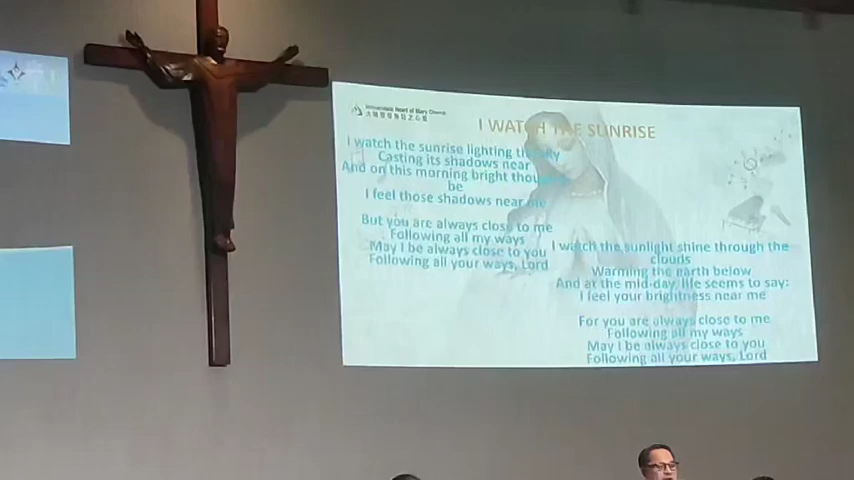 Immaculate Heart of Mary Church
I WATCH THE SUNRISE
I watch the sunrise lighting the sky
Casting its shadows near
And on this morning bright thoughts
be
I feel those shadows near me
But you are always close to me
Following all my ways
May I be always close to you
Following all your ways, Lord
I watch the sunlight shine through the
clouds
Warming the earth below
And at the mid-day, life seems to say:
I feel your brightness near me
For you are always close to me
Following all my ways
May I be always close to you
Following all your ways, Lord